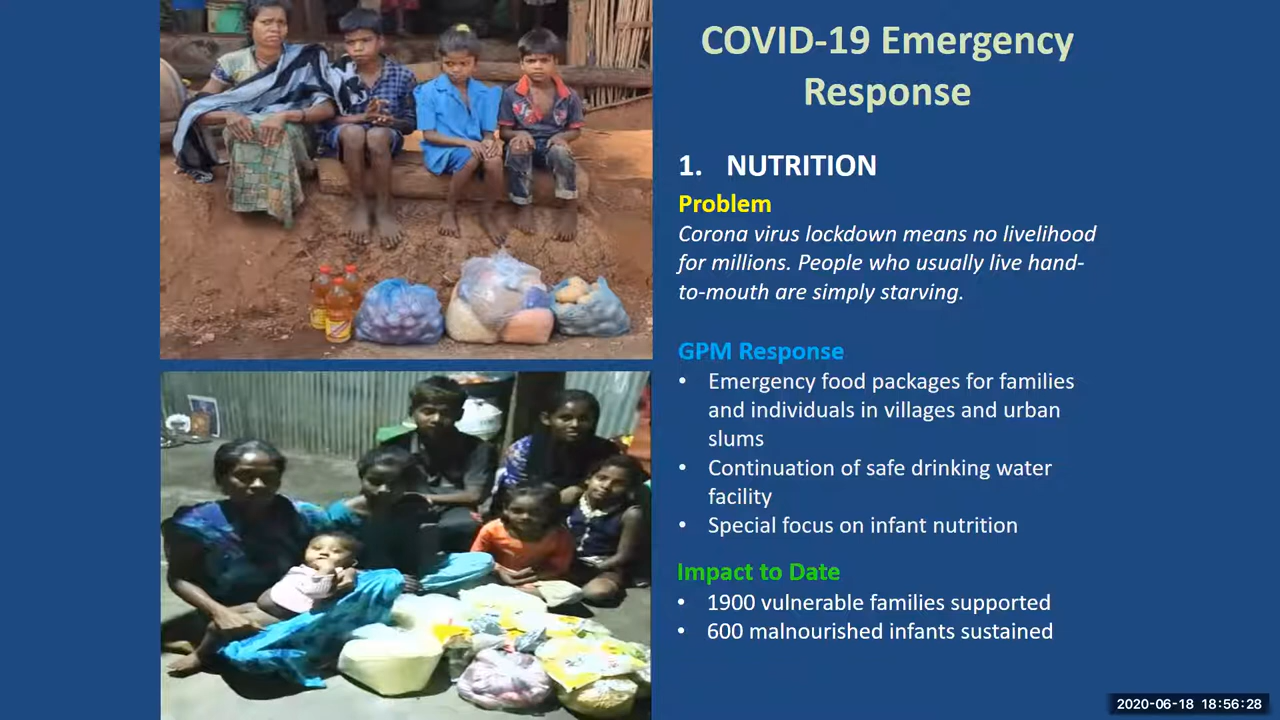 COVID-19 Emergency
Response
1. NUTRITION
Problem
Corona virus lockdown means no livelihood
for millions. People who usually live hand-
to-mouth are simply starving.
GPM Response
• Emergency food packages for families
and individuals in villages and urban
slums
• Continuation of safe drinking water
facility
• Special focus on infant nutrition
Impact to Date
• 1900 vulnerable families supported
• 600 malnourished infants sustained
2020-06-18 18:56:28